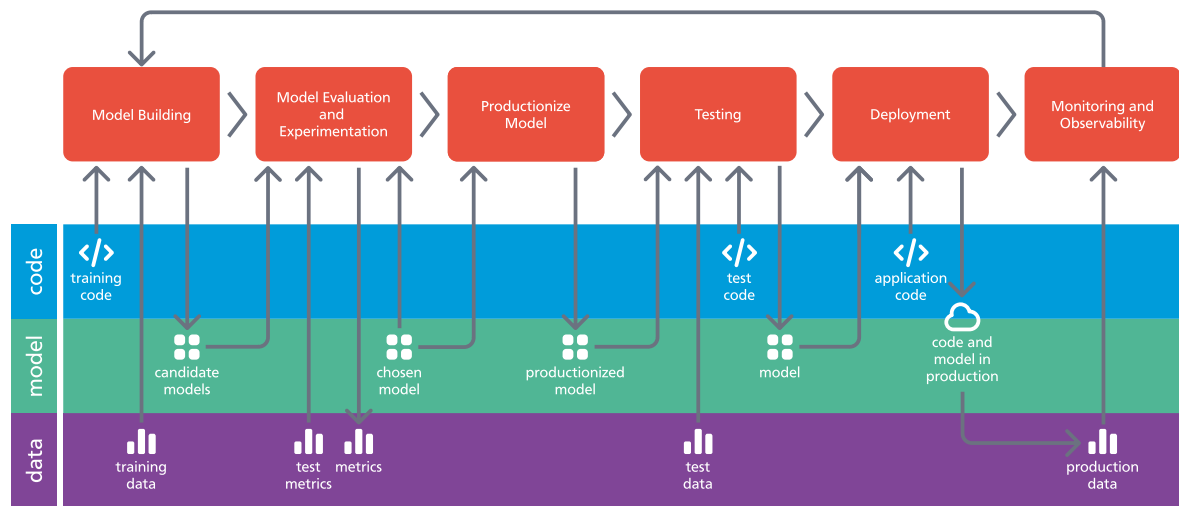 Model Building
Model Evaluation
and
Experimentation
Productionize
Model
Testing
Deployment
Monitoring and
Observability
code
training
code
test
code
application
code
model
candidate
models
chosen
model
productionized
model
model
code and
model in
production
data
training
data
test
metrics
metrics
test
data
production
data